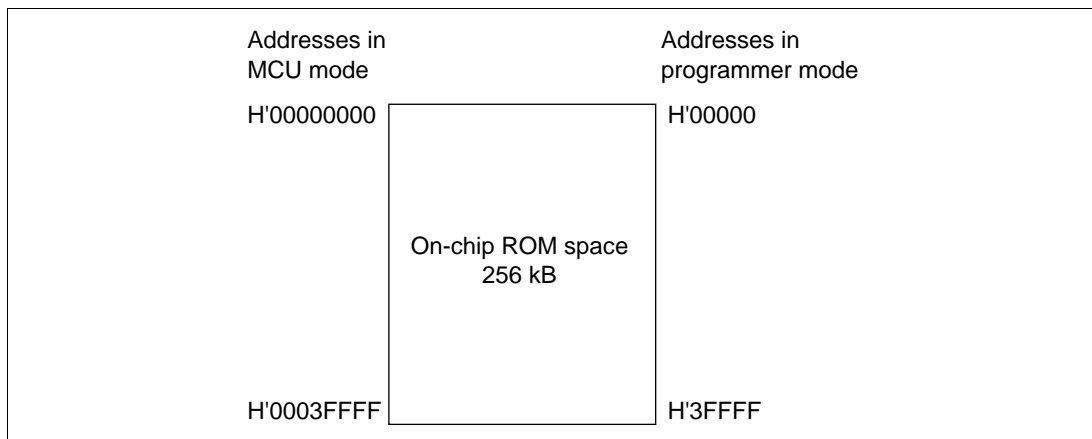 Addresses in
MCU mode
Addresses in
programmer mode
H'00000000
H'00000
On-chip ROM space
256 kB
H'0003FFFF
H'3FFFF